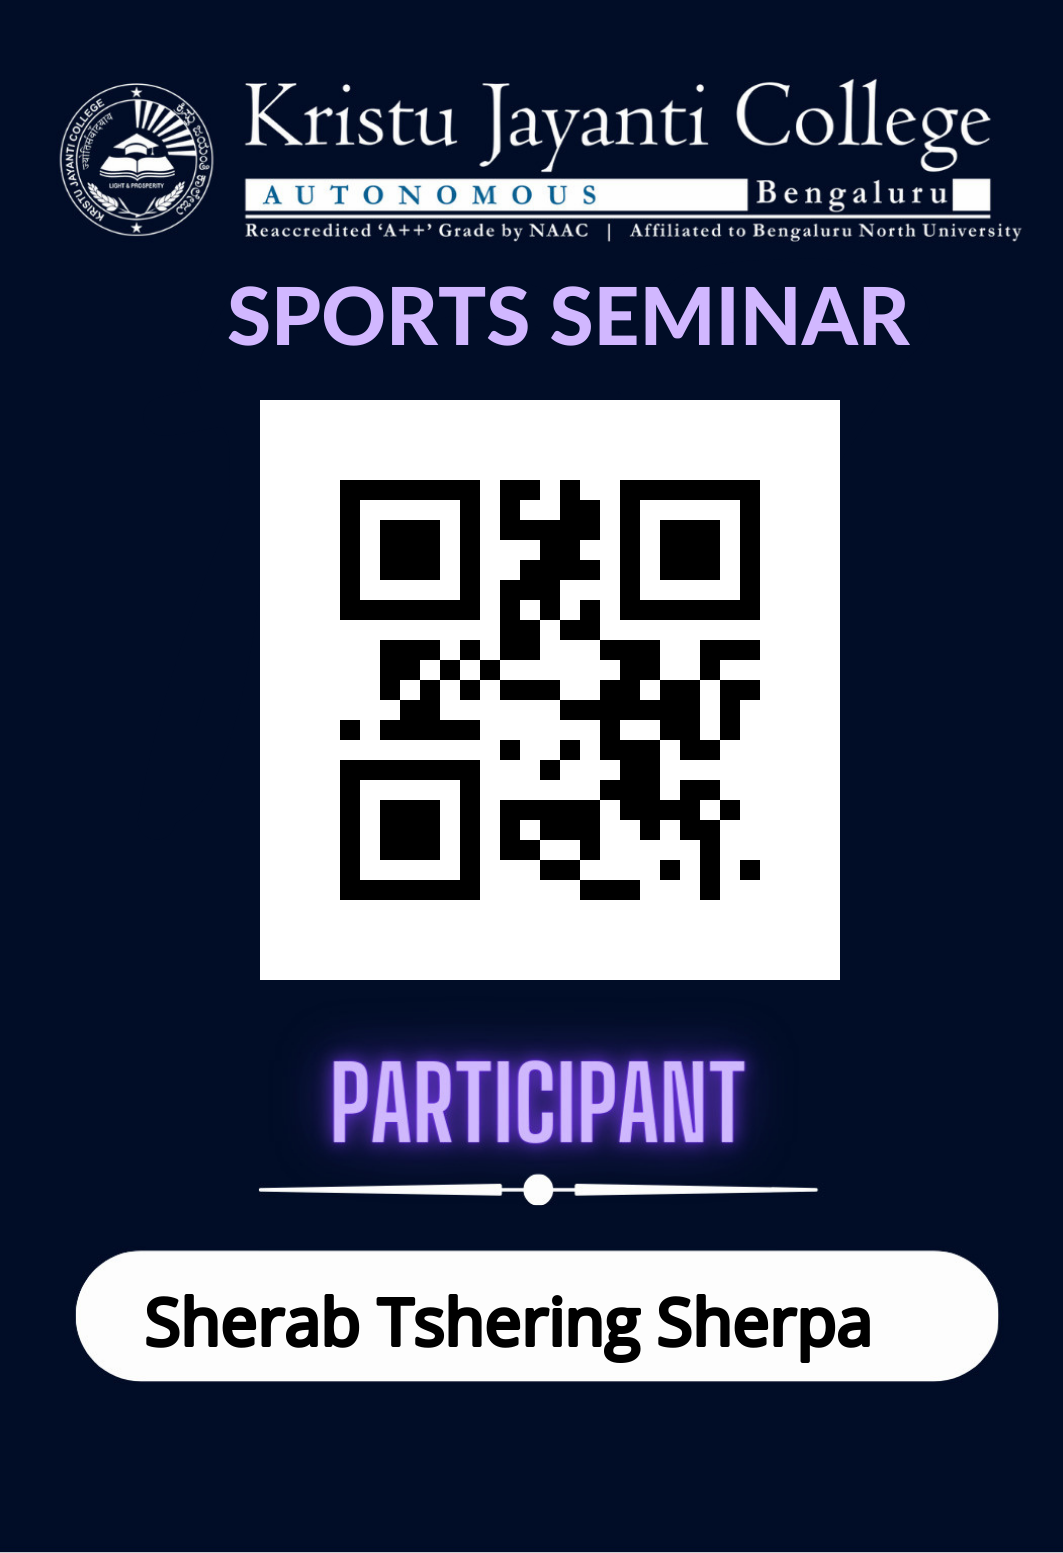 KRISTU JAYANTI COLLEGE
LIGHT & PROSPERITY
Kristu Jayanti College
AUTONOMOUS Bengaluru
Reaccredited ‘A++’ Grade by NAAC | Affiliated to Bengaluru North University
SPORTS SEMINAR
PARTICIPANT
Sherab Tshering Sherpa